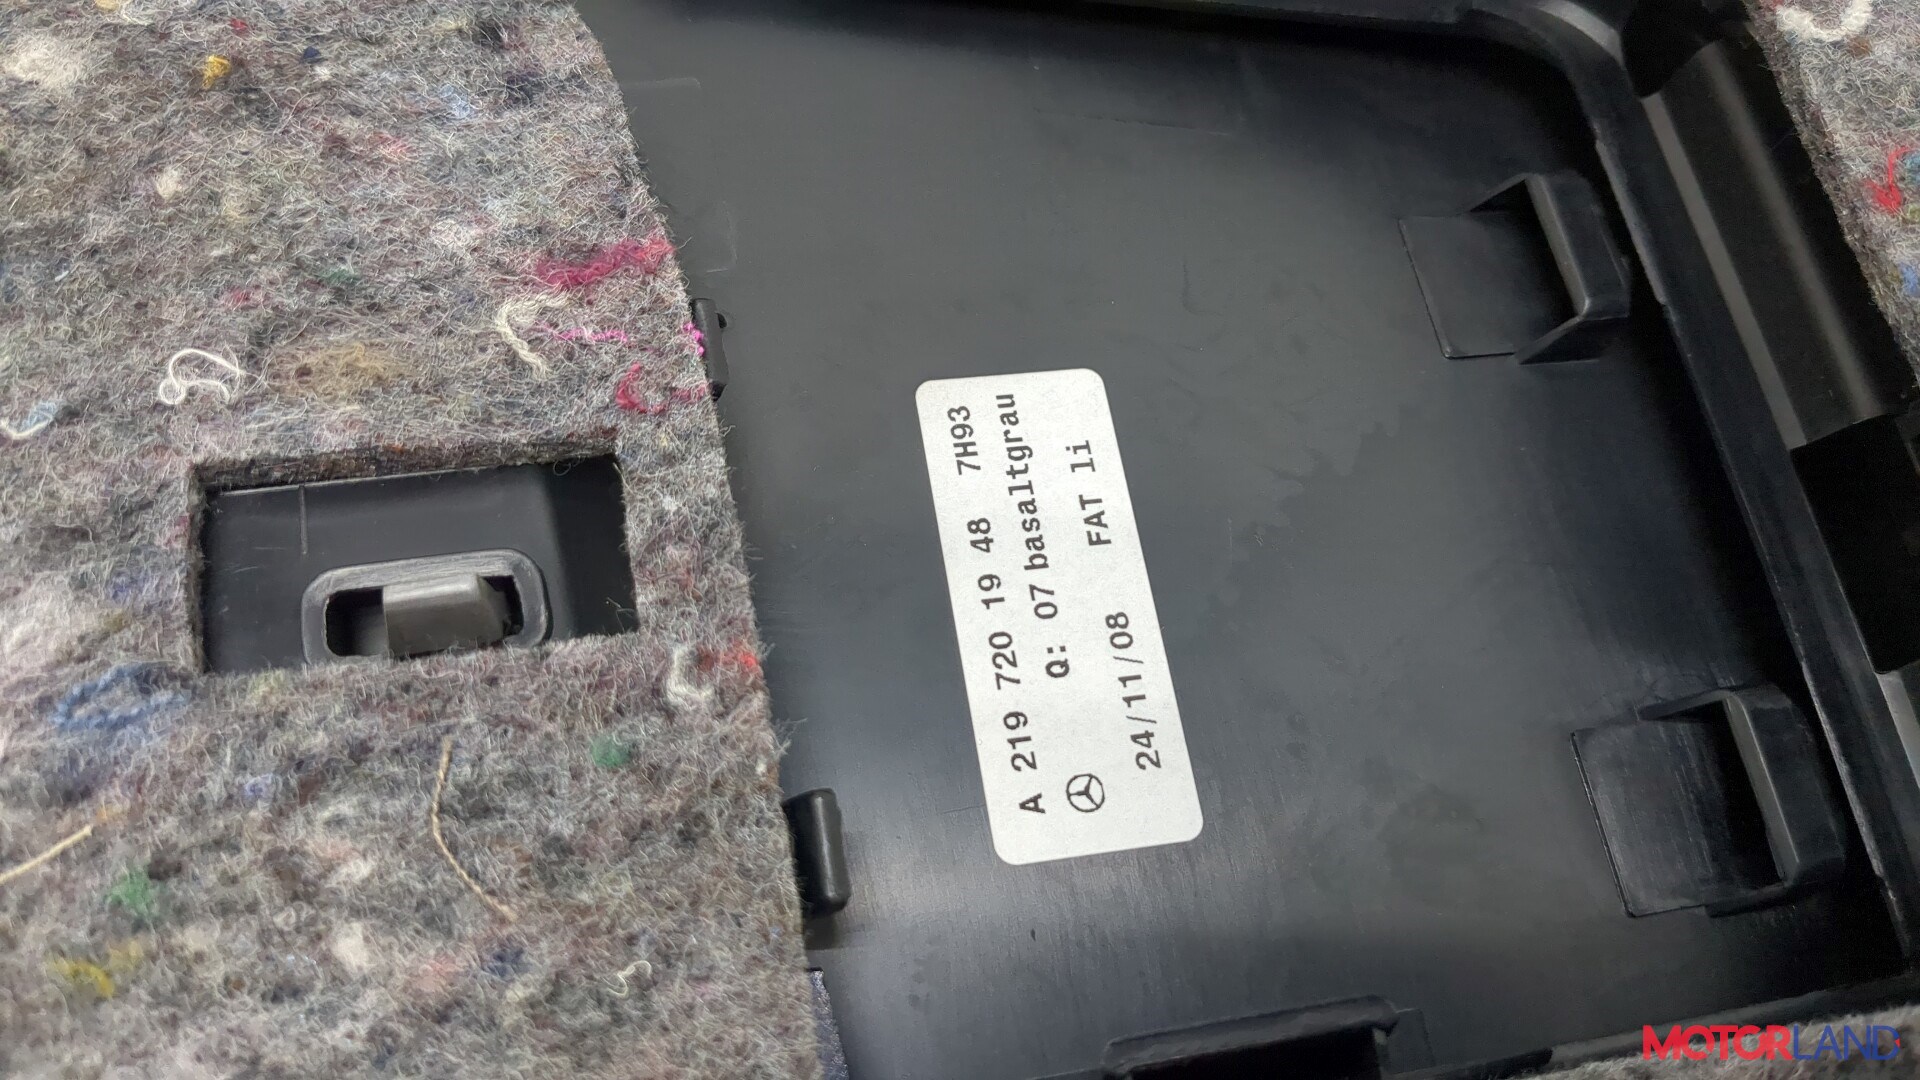 A 219 720 19 48 7H93
Q: 07 basaltgrau
24/11/08 FAT li
MOTORLAND